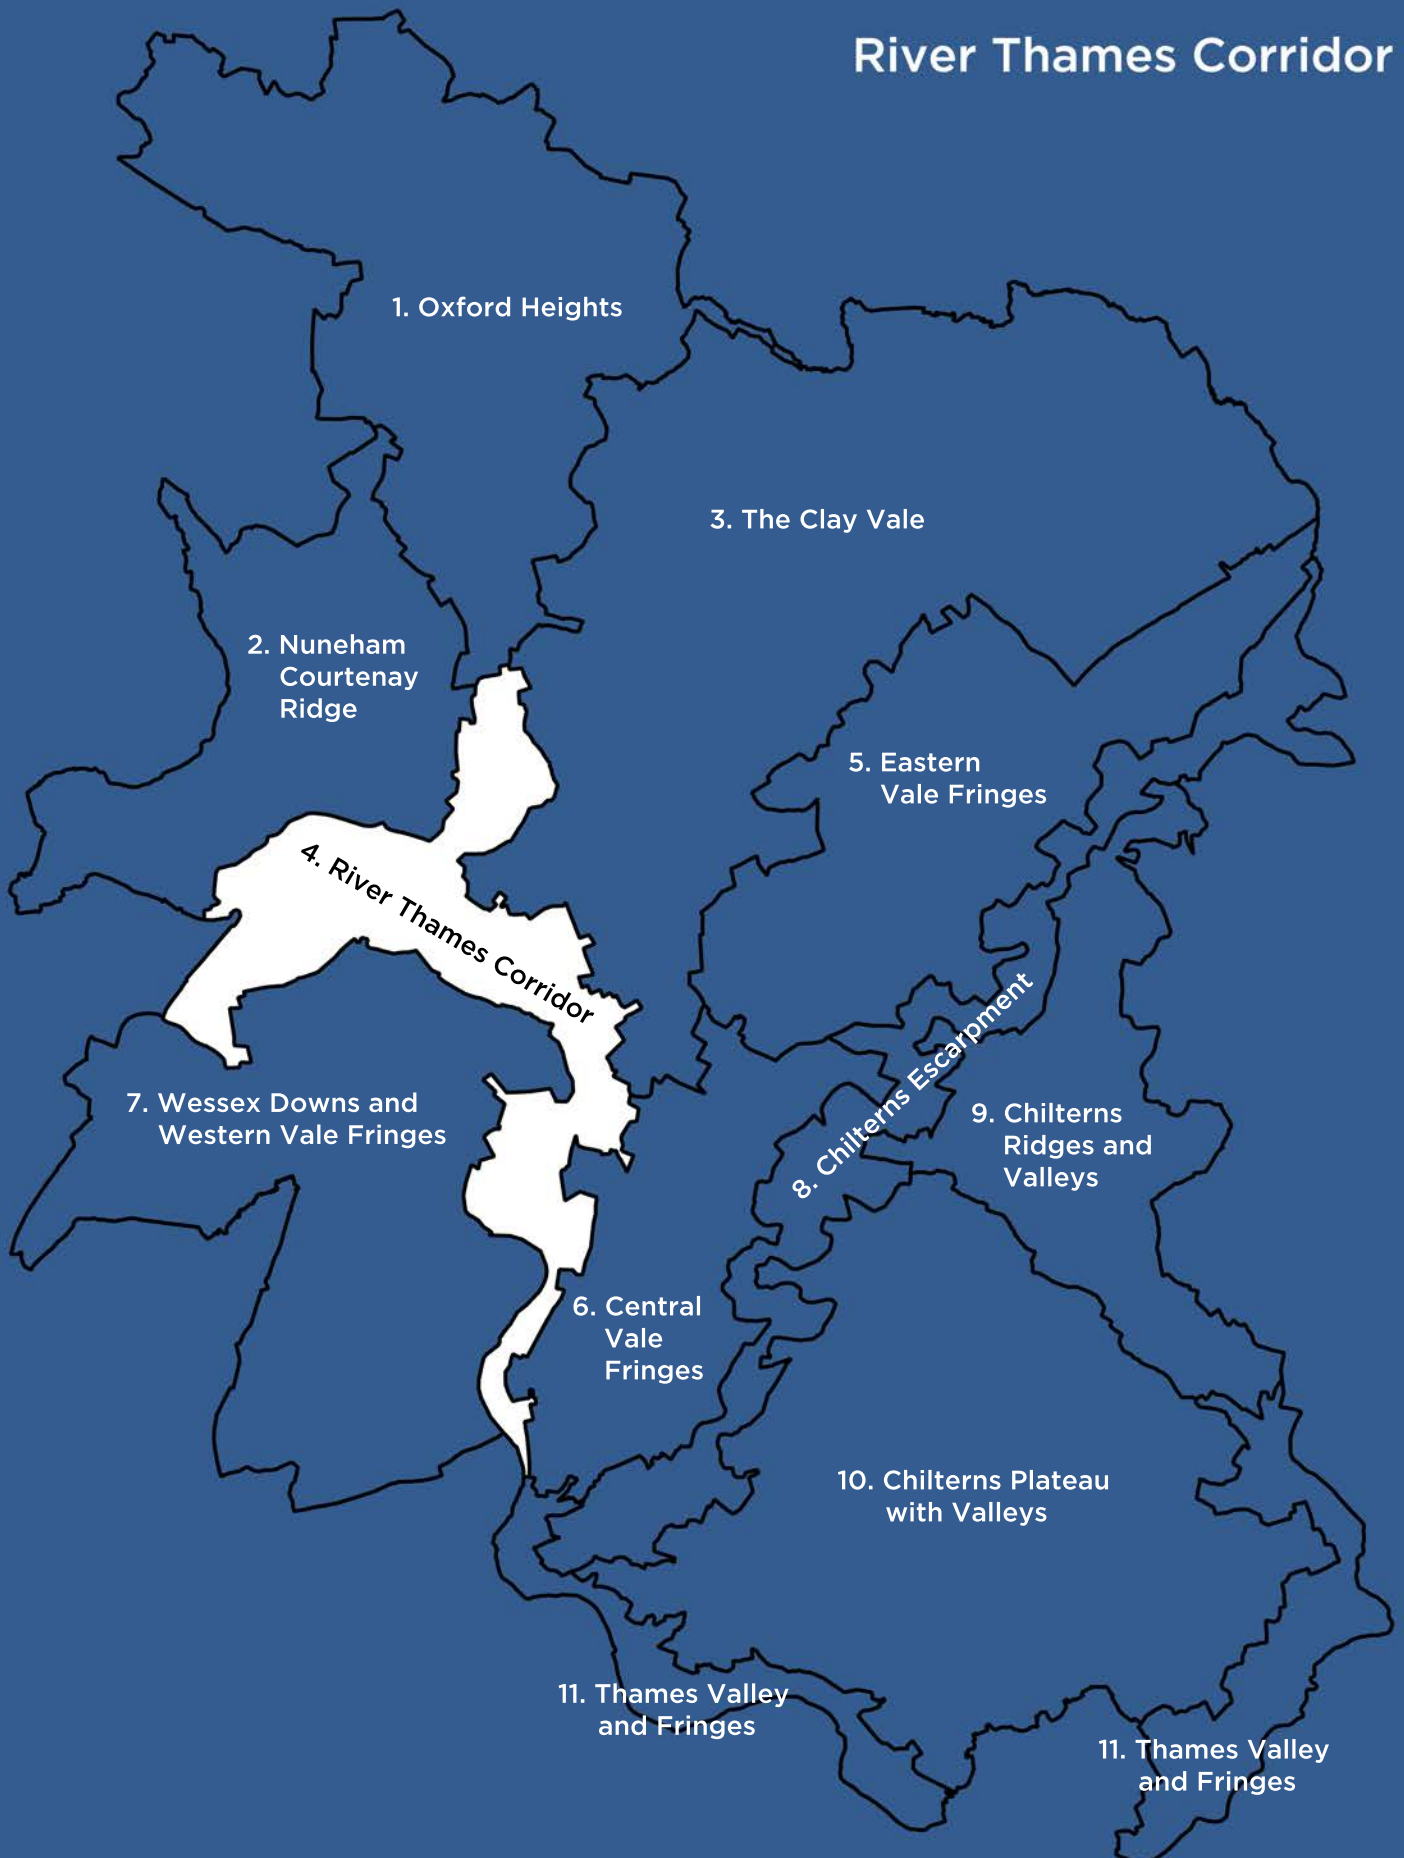 River Thames Corridor
1. Oxford Heights
3. The Clay Vale
2. Nuneham
Courtenay
Ridge
5. Eastern
Vale Fringes
4. River Thames Corridor
8. Chilterns Escarpment
7. Wessex Downs and
Western Vale Fringes
9. Chilterns
Ridges and
Valleys
6. Central
Vale
Fringes
10. Chilterns Plateau
with Valleys
11. Thames Valley
and Fringes
11. Thames Valley
and Fringes